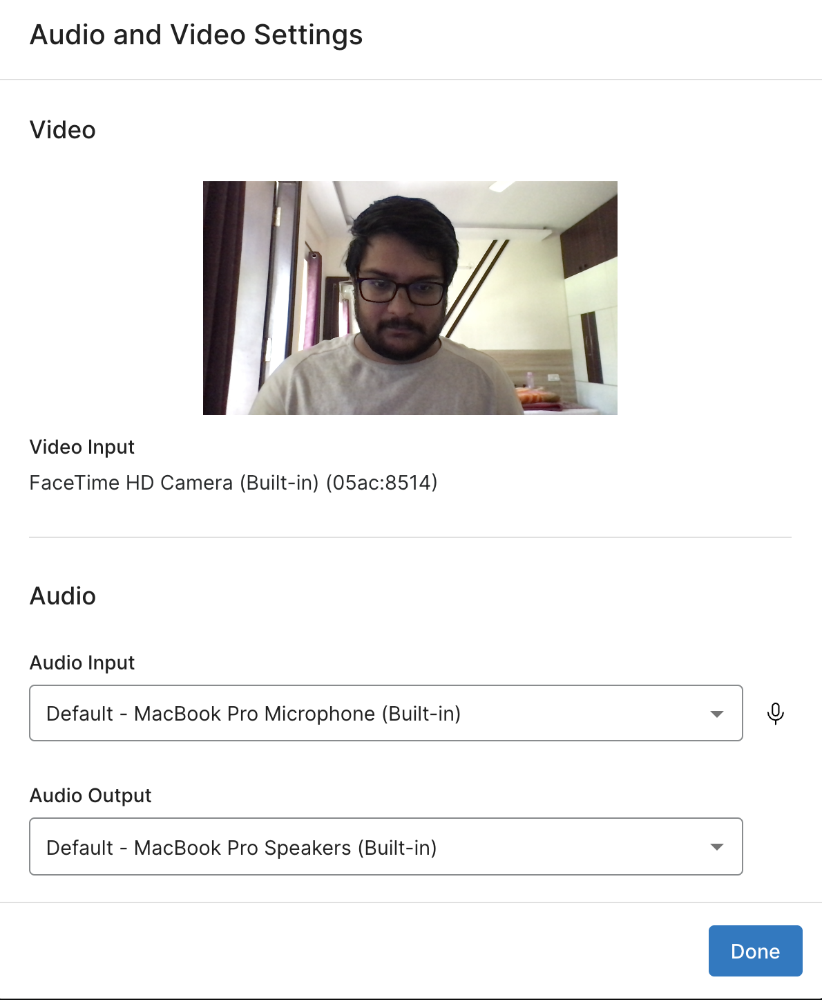 Audio and Video Settings
Video
Video Input
FaceTime HD Camera (Built-in) (05ac:8514)
Audio
Audio Input
Default - MacBook Pro Microphone (Built-in)
Audio Output
Default - MacBook Pro Speakers (Built-in)
Done